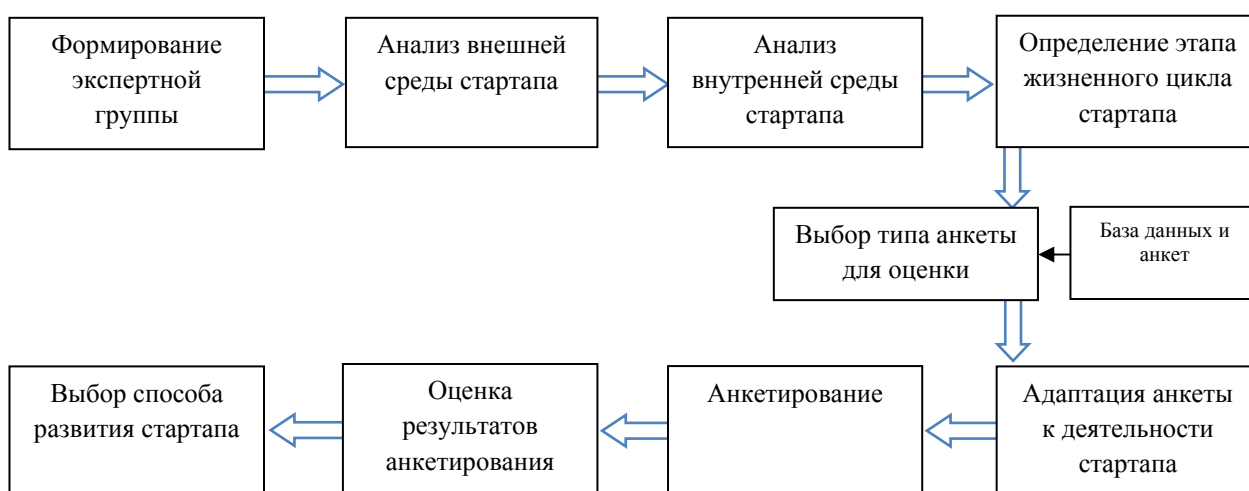 Формирование
экспертной
группы
Анализ внешней
среды стартапа
Анализ
внутренней среды
стартапа
Определение этапа
жизненного цикла
стартапа
Выбор типа анкеты
для оценки
База данных и
анкет
Адаптация анкеты
к деятельности
стартапа
Анкетирование
Оценка
результатов
анкетирования
Выбор способа
развития стартапа